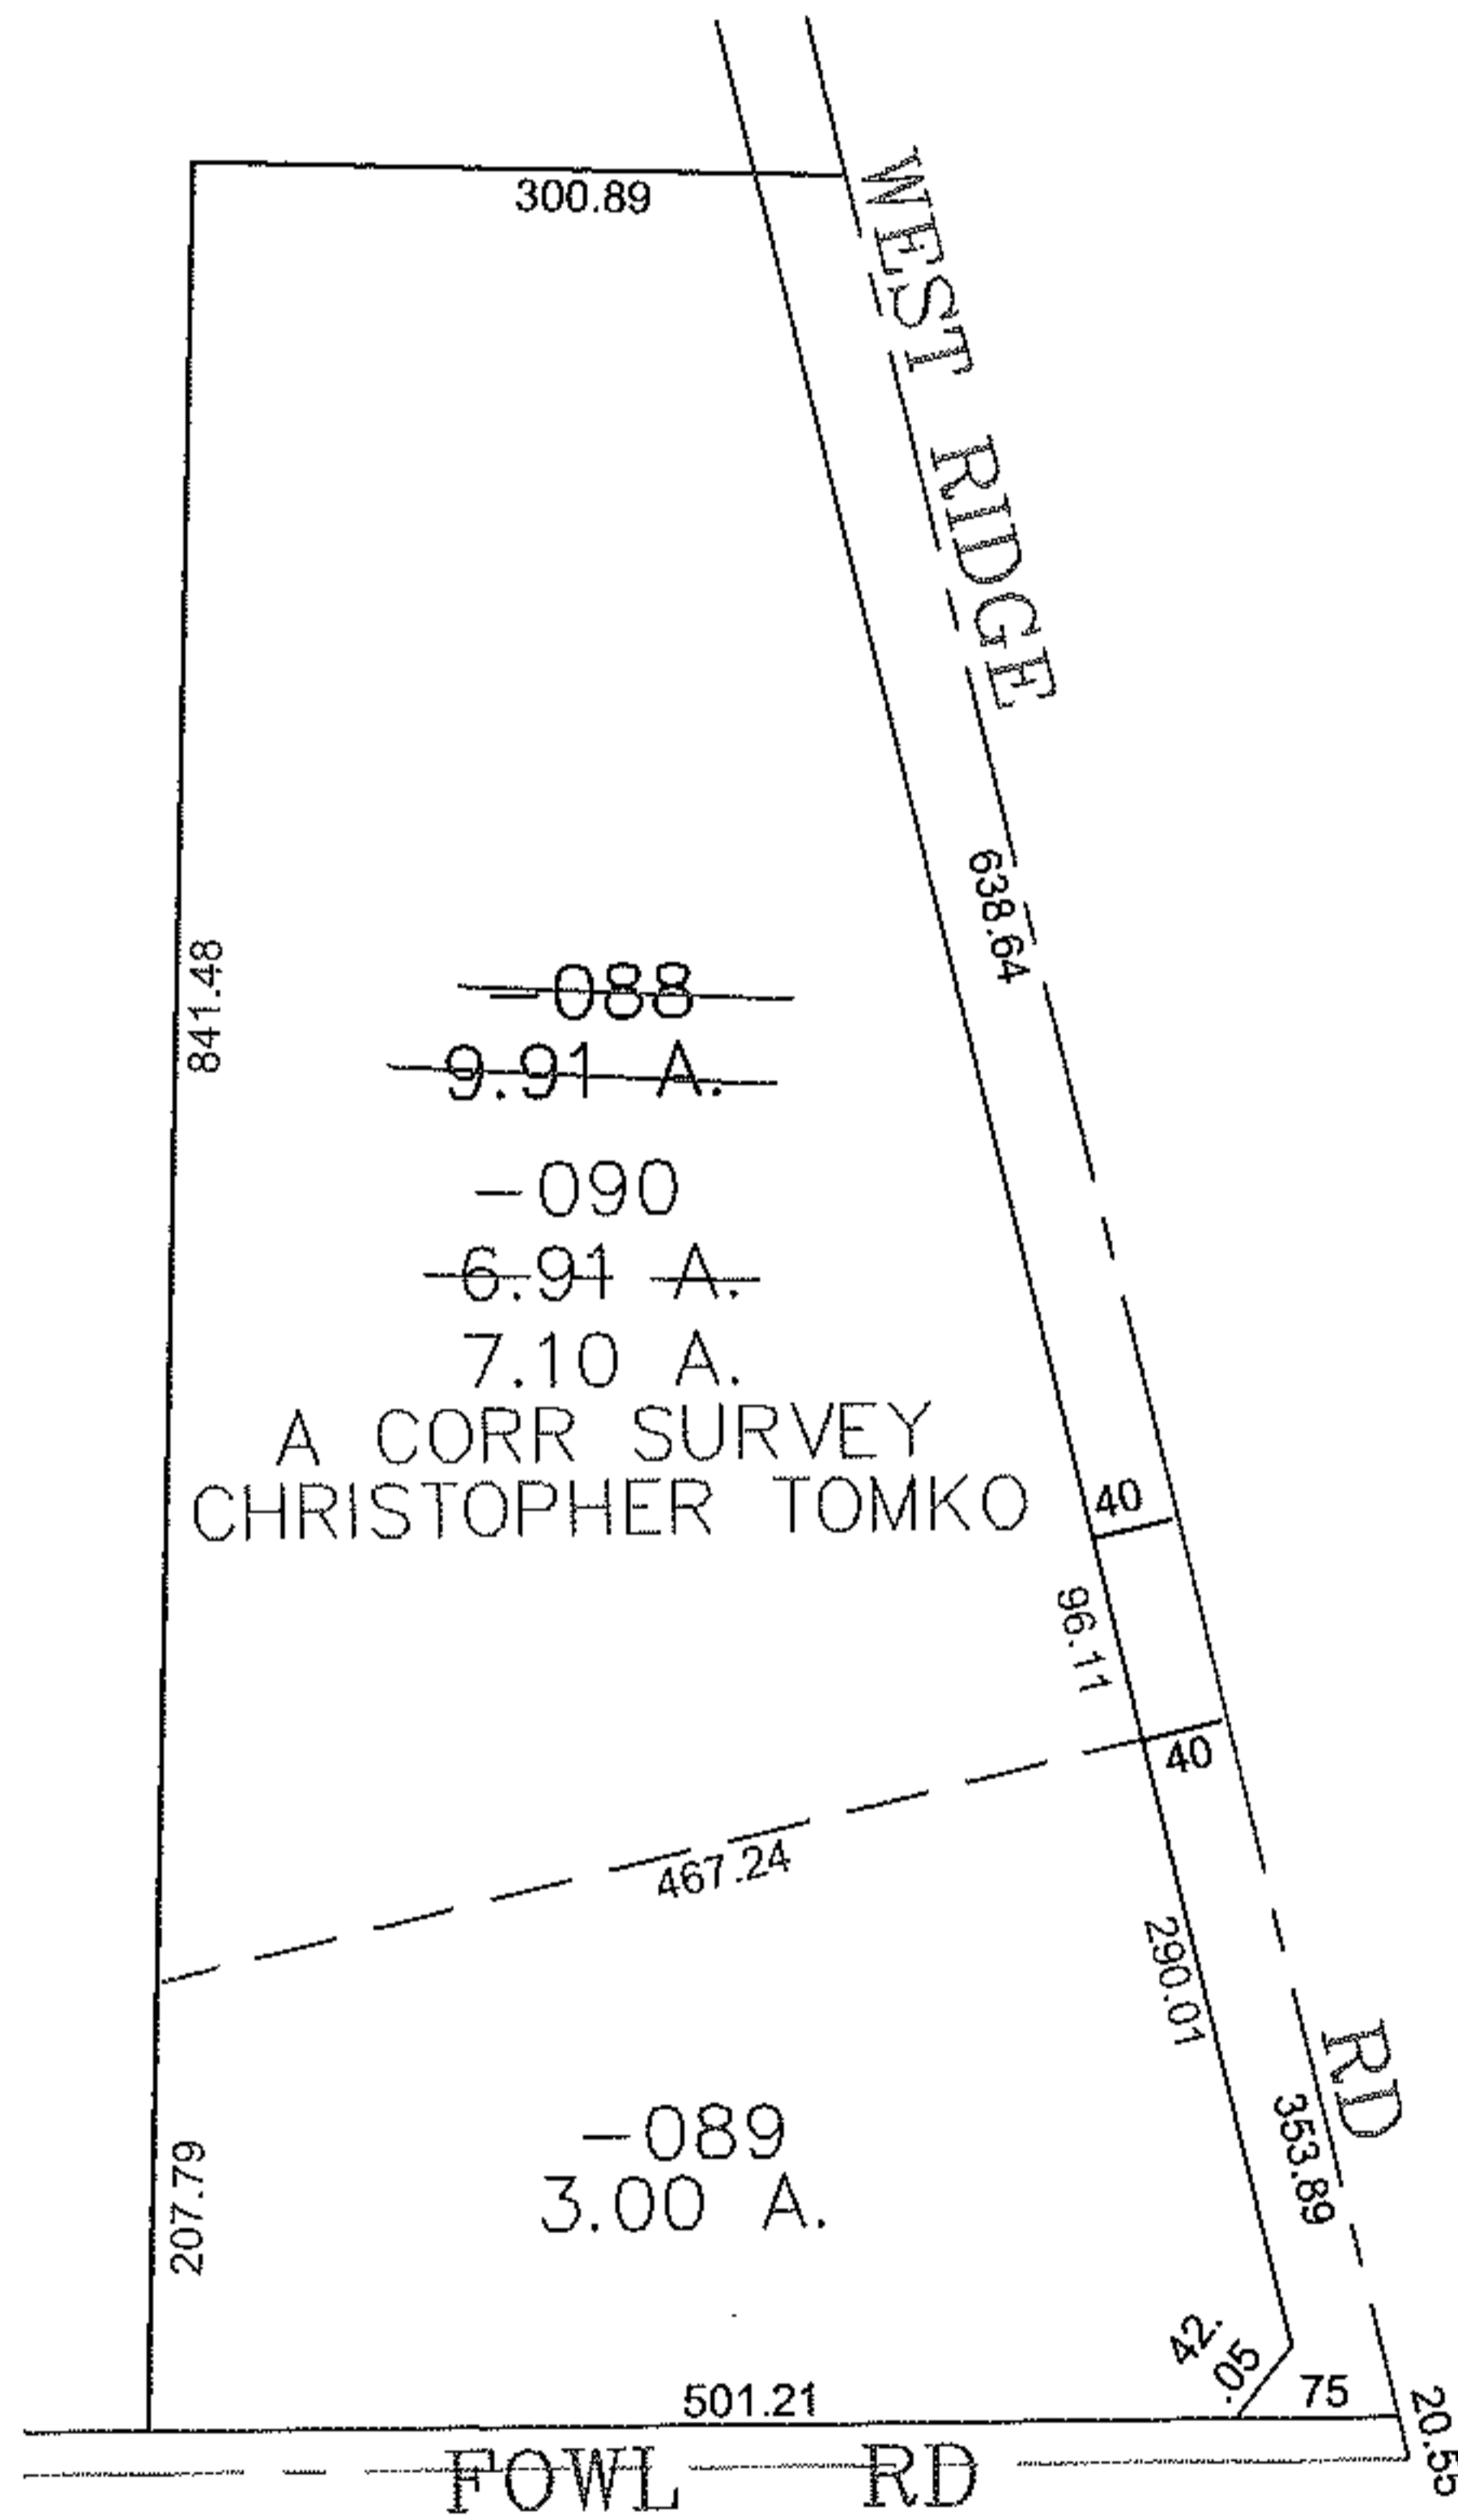 300.89
WEST RIDGE RD
638.64
841.48
-088
9.91 A.
-090
6.91 A.
7.10 A.
A CORR SURVEY
CHRISTOPHER TOMKO
40
96.11
40
467.24
290.01
-089
3.00 A.
353.89
207.79
42.05
501.21
75
20.55
FOWL RD